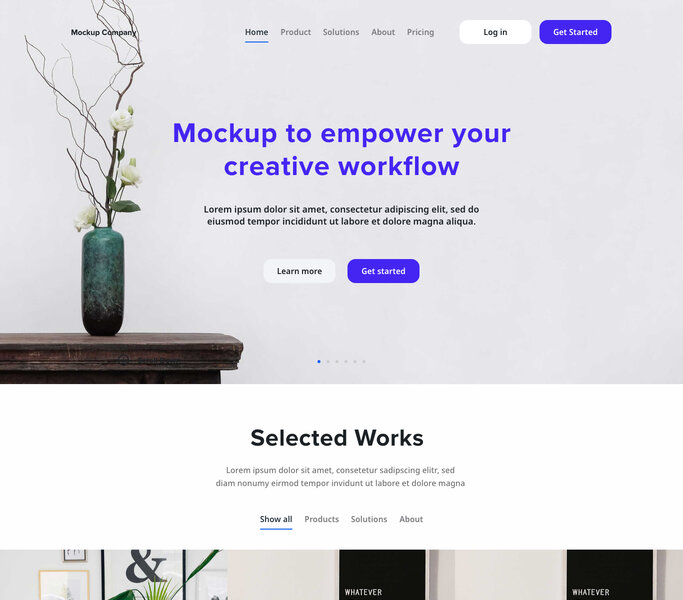 Mockup Company
Home Product Solutions About Pricing Log in Get Started
Mockup to empower your
creative workflow
Lorem ipsum dolor sit amet, consectetur adipiscing elit, sed do
eiusmod tempor incididunt ut labore et dolore magna aliqua.
Learn more Get started
Selected Works
Lorem ipsum dolor sit amet, consetetur sadipscing elitr, sed
diam nonumy eirmod tempor invidunt ut labore et dolore magna
Show all Products Solutions About
&
WHATEVER WHATEVER